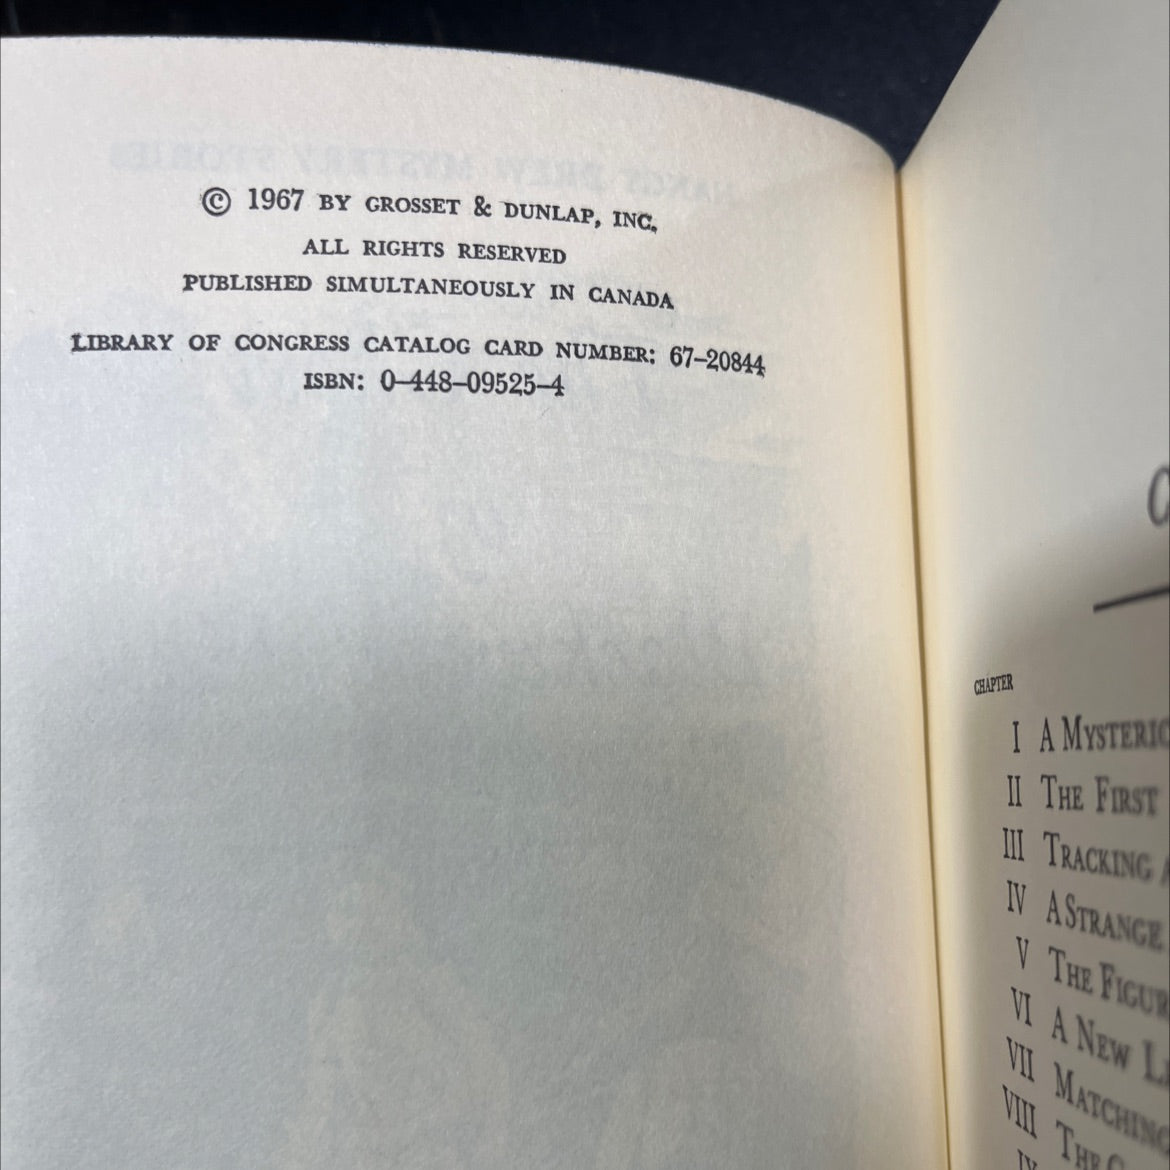 © 1967 BY GROSSET & DUNLAP, INC.
ALL RIGHTS RESERVED
PUBLISHED SIMULTANEOUSLY IN CANADA
LIBRARY OF CONGRESS CATALOG CARD NUMBER: 67-20844
ISBN: 0-448-09525-4
CHAPTER
I A MYSTERIO
II THE FIRST
III TRACKING
IV A STRANGE
V THE FIGUR
VI A NEW
VII MATCHING
VIII THE